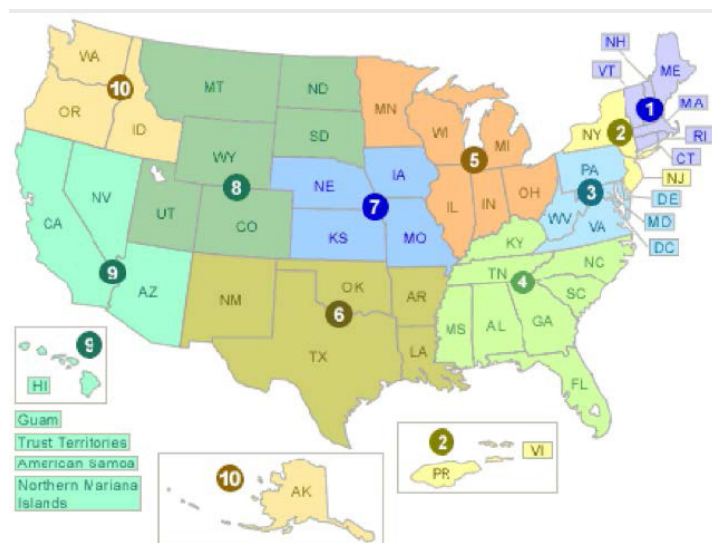 NH
WA
VT
ME
MT
ND
10
MN
1
MA
OR
ID
WI
MI
NY
2
RI
SD
5
CT
WY
PA
NJ
IA
8
NE
7
3
DE
NV
IL
IN
OH
WV
VA
MD
UT
CO
CA
KS
MO
KY
DC
9
TN
NC
AZ
NM
OK
AR
4
SC
6
MS
AL
GA
TX
LA
9
HI
FL
Guam
Trust Territories
American Samoa
Northern Mariana
Islands
10
AK
2
VI
PR